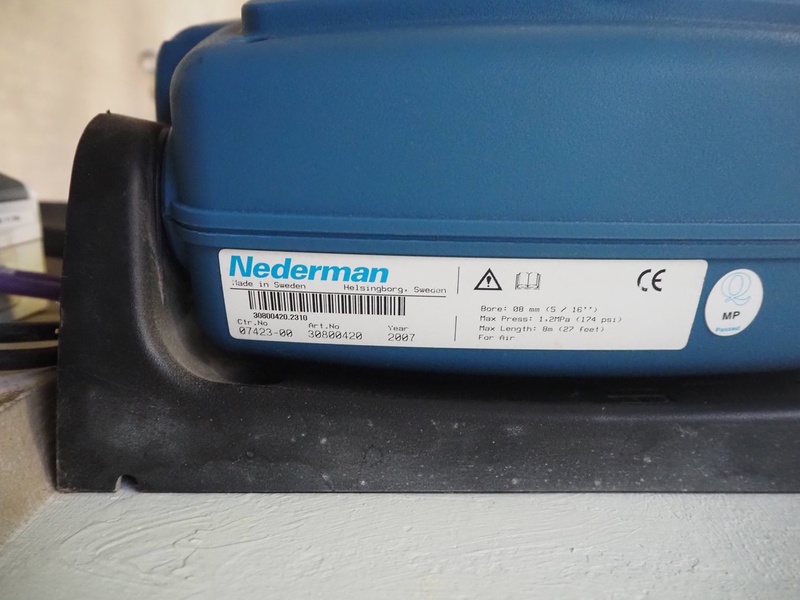 Nederman
Made in Sweden Helsingborg, Sweden
30800420.2310
Ctr.No Art.No Year
07423-00 30800420 2007
CE
Bore: 08 mm (5 / 16'')
Max Press: 1,2MPa (174 psi)
Max Length: 8m (27 feet)
For Air
Q
MP
Passed